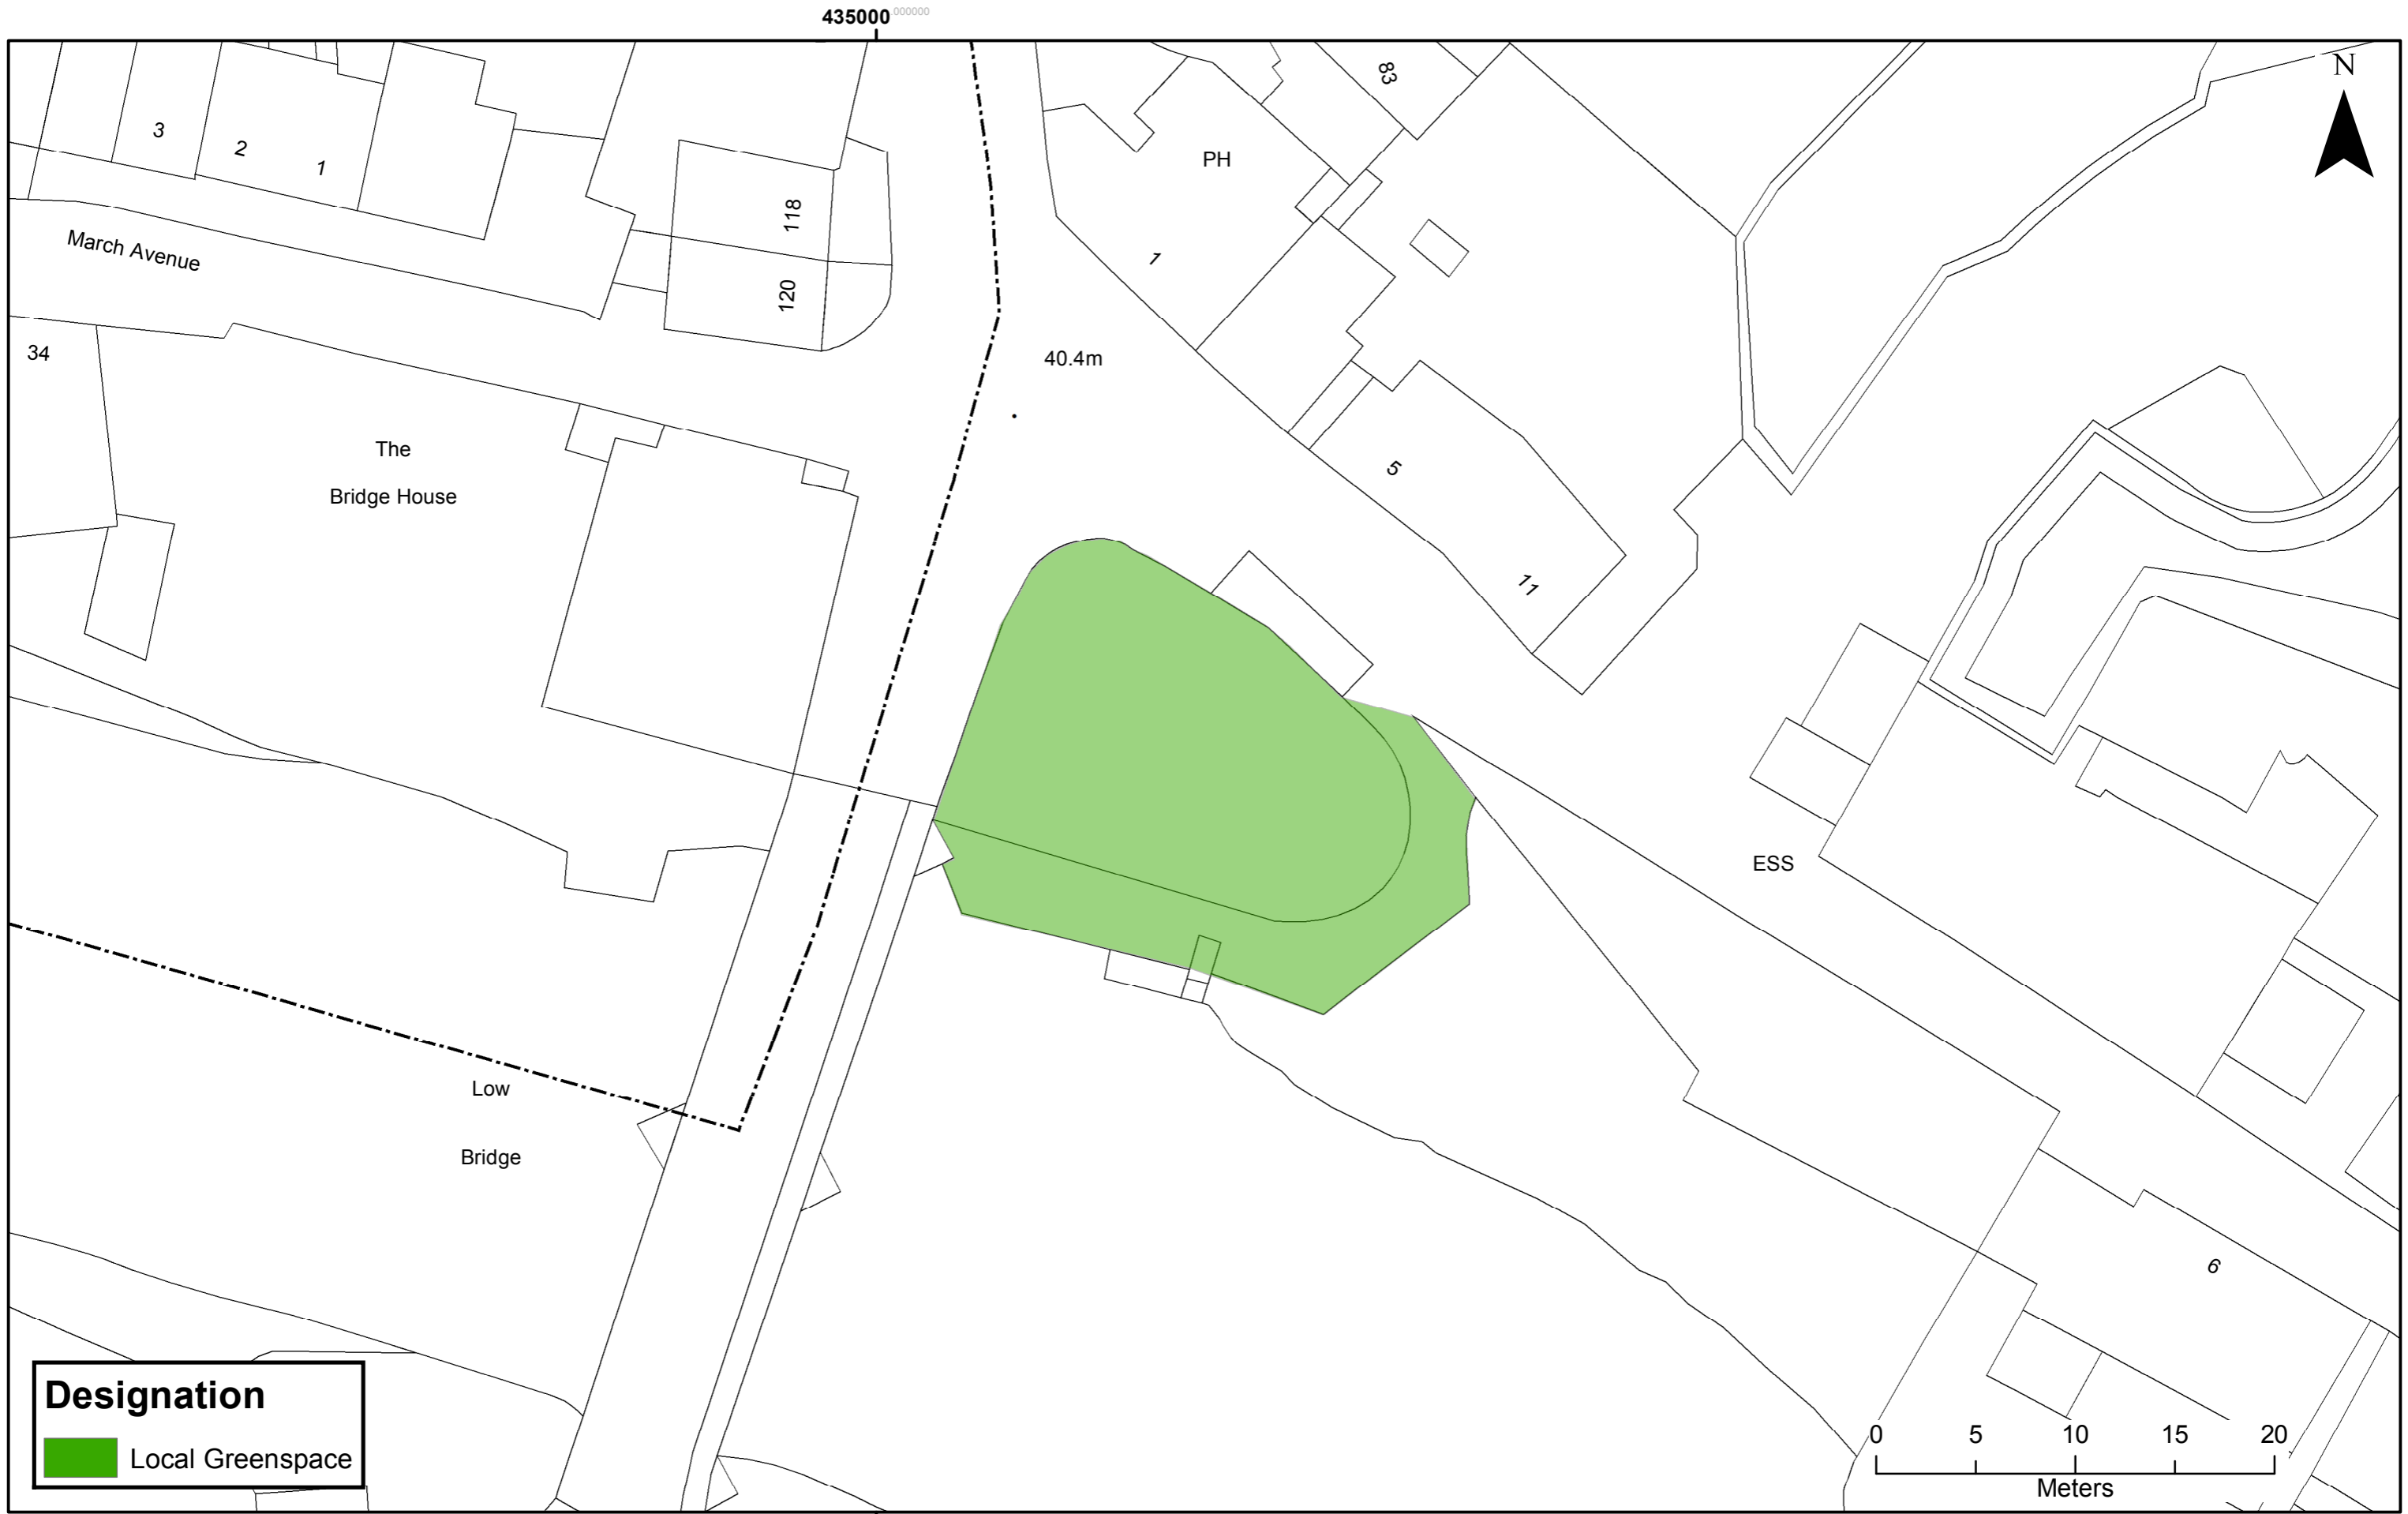 435000.000000
N
83
3
2
1
PH
118
March Avenue
1
120
34
40.4m
The
Bridge House
5
11
ESS
Low
Bridge
6
Designation
Local Greenspace
0 5 10 15 20
Meters